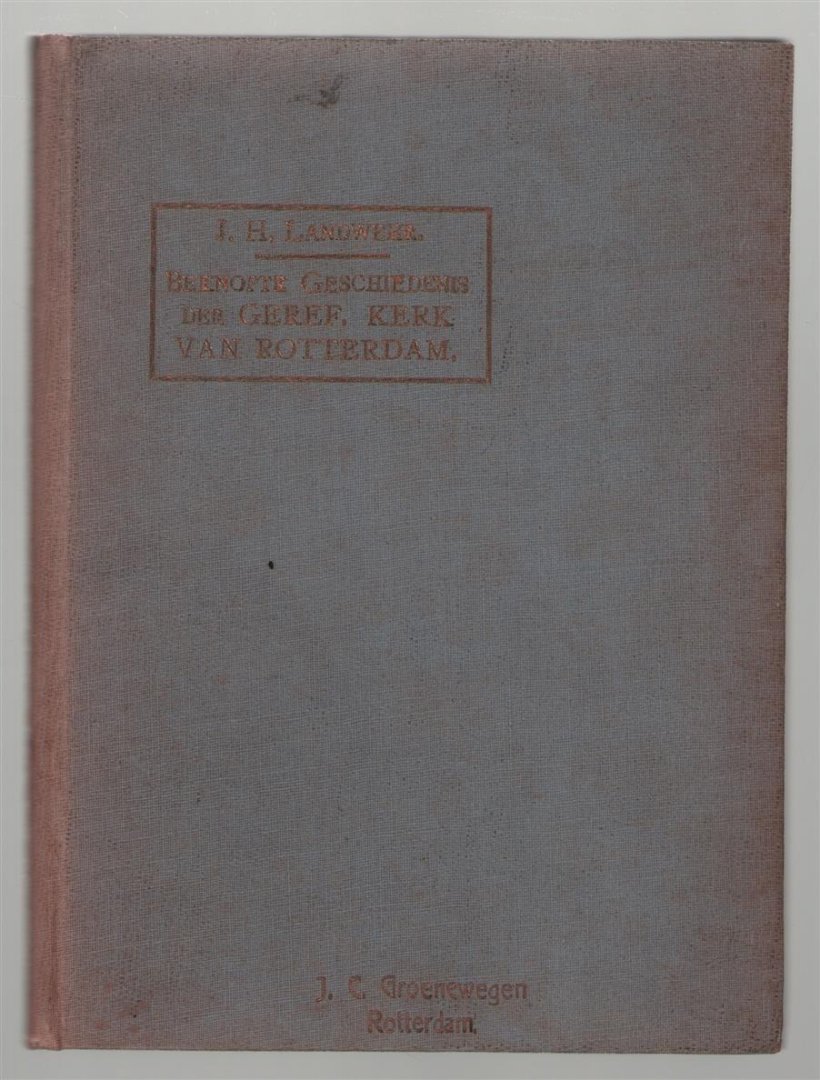 J. H. LANDWEHR.
BEKNOPTE GESCHIEDENIS
DER GEREF. KERK
VAN ROTTERDAM.
J. C. Groenewegen
Rotterdam.